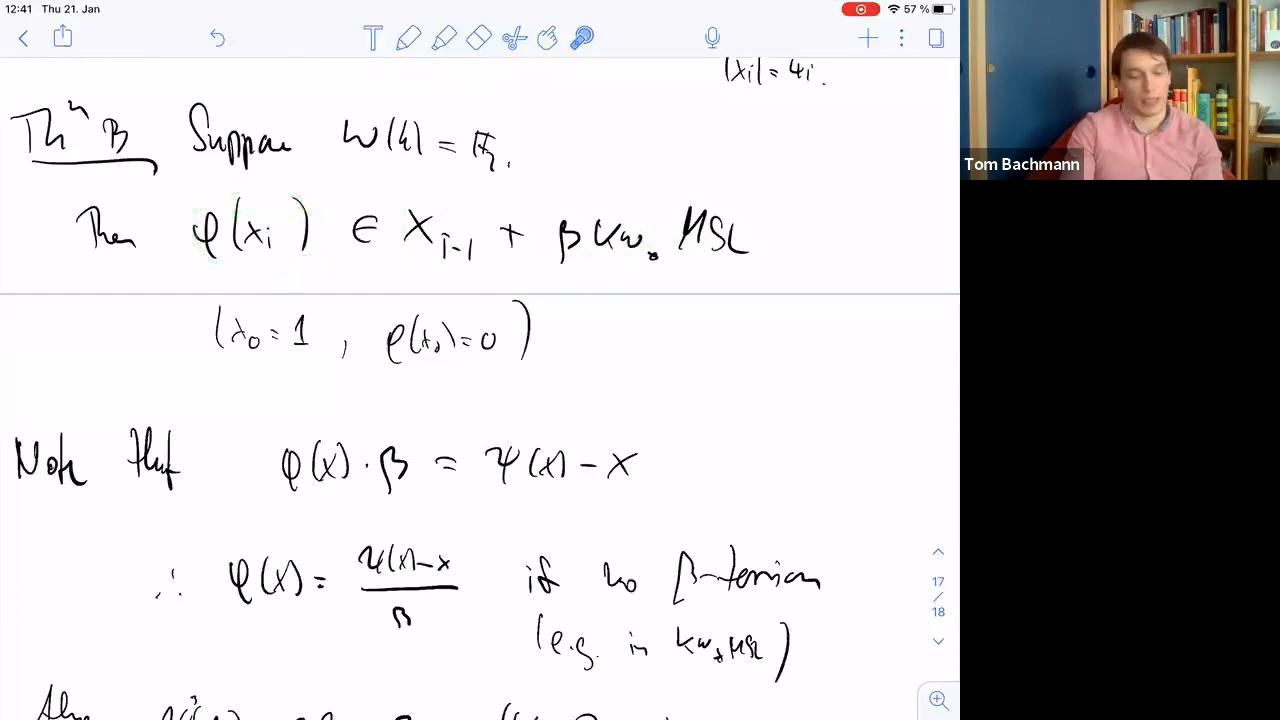 12:41 Thu 21. Jan
57 %
|xᵢ| = 4i.
Thᵐ B Suppose W(k) = 𝔽₂.
Then φ(xᵢ) ∈ xᵢ₋₁ + β kw∗ MSL
(x₀ = 1, φ(x₀) = 0)
Note that φ(x) · β = ψ(x) - x
∴ φ(x) = (ψ(x) - x) / β if no β-torsion
(e.g. in kw∗MSL)
Tom Bachmann
17
/
18